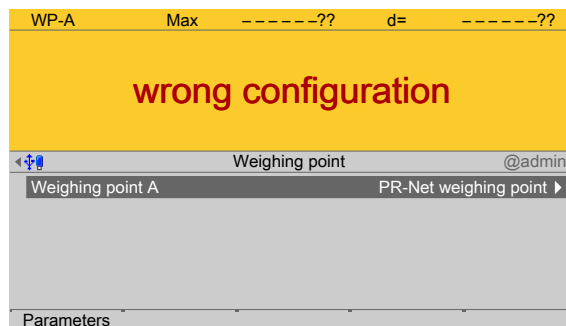 WP-A Max ––––––?? d= ––––––??
wrong configuration
Weighing point @admin
Weighing point A PR-Net weighing point
Parameters